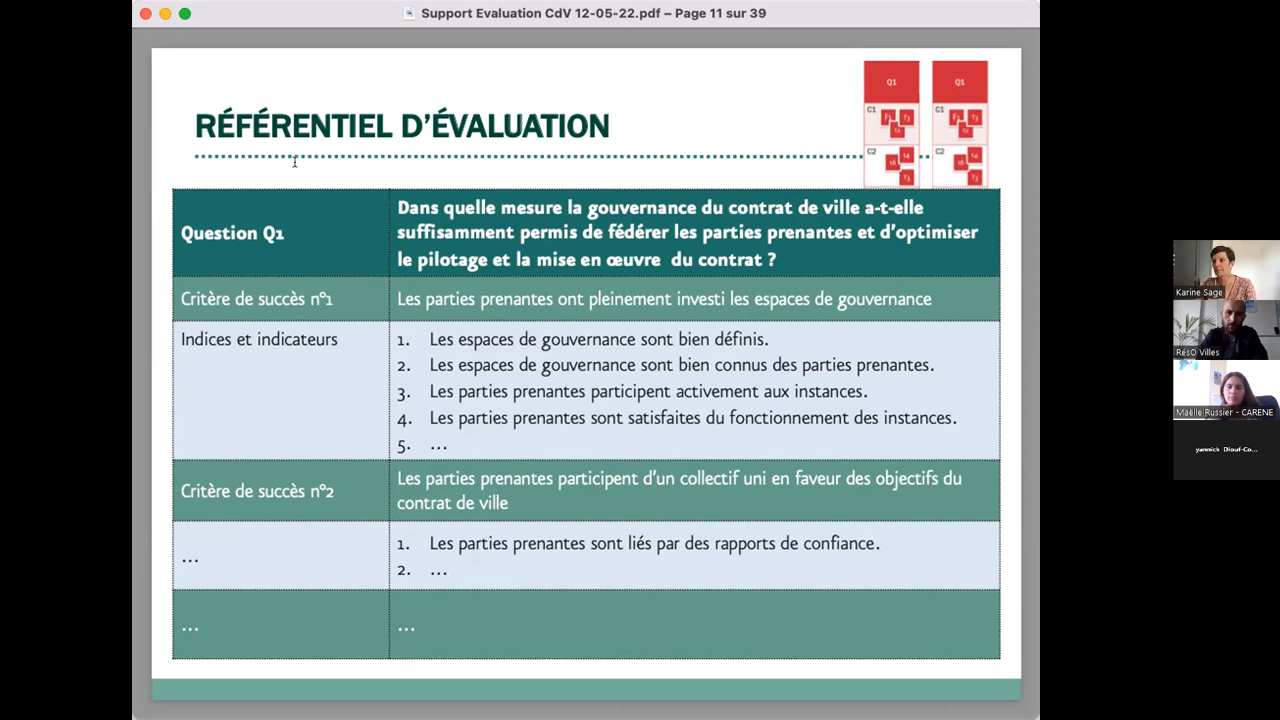 Support Evaluation CdV 12-05-22.pdf – Page 11 sur 39
RÉFÉRENTIEL D’ÉVALUATION
Q1
Q1
C1
C1
C2
C2
Question Q1
Dans quelle mesure la gouvernance du contrat de ville a-t-elle
suffisamment permis de fédérer les parties prenantes et d’optimiser
le pilotage et la mise en œuvre du contrat ?
Critère de succès n°1
Les parties prenantes ont pleinement investi les espaces de gouvernance
Indices et indicateurs
1. Les espaces de gouvernance sont bien définis.
2. Les espaces de gouvernance sont bien connus des parties prenantes.
3. Les parties prenantes participent activement aux instances.
4. Les parties prenantes sont satisfaites du fonctionnement des instances.
5. …
Critère de succès n°2
Les parties prenantes participent d’un collectif uni en faveur des objectifs du
contrat de ville
…
1. Les parties prenantes sont liés par des rapports de confiance.
2. …
…
…
Karine Sage
RésO Villes
Maëlle Russier - CARENE
yannick Diouf-Co...